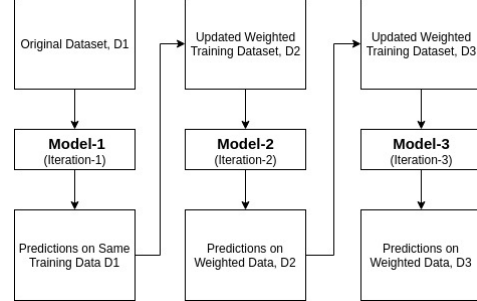 Original Dataset, D1
Model-1
(Iteration-1)
Predictions on Same
Training Data D1
Updated Weighted
Training Dataset, D2
Model-2
(Iteration-2)
Predictions on
Weighted Data, D2
Updated Weighted
Training Dataset, D3
Model-3
(Iteration-3)
Predictions on
Weighted Data, D3